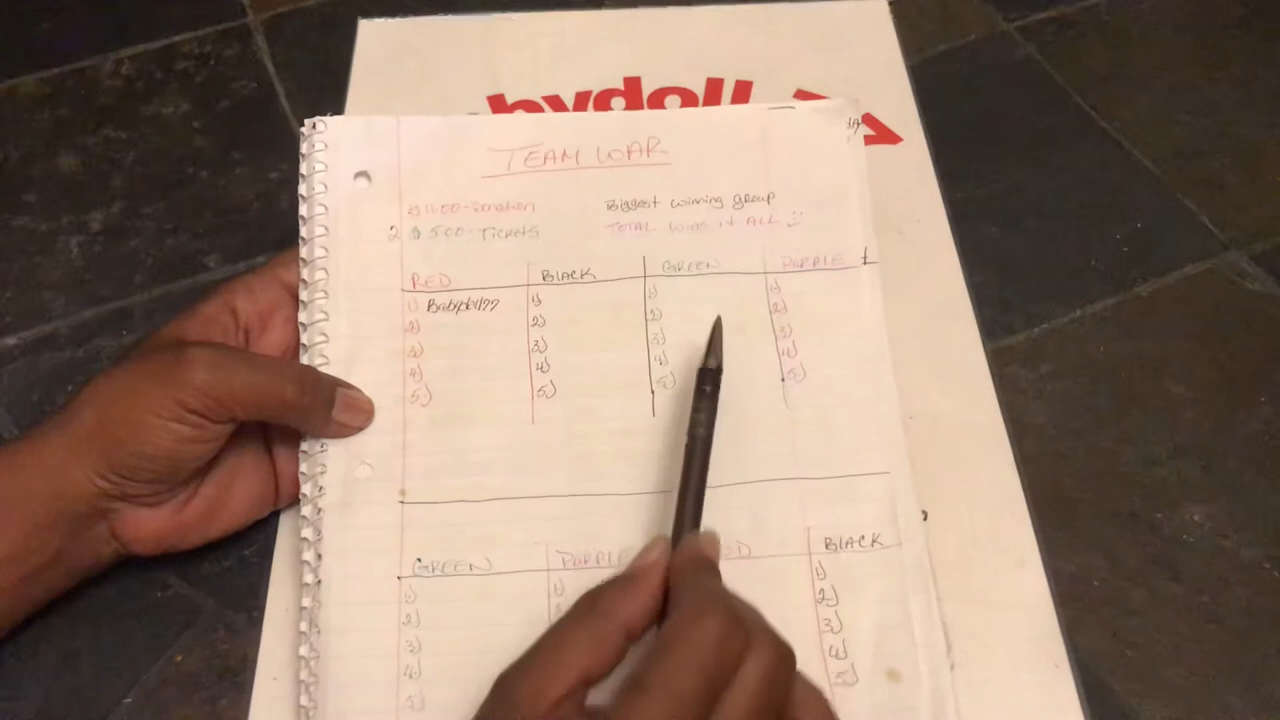 bydoll
TEAM WAR
Donation
Biggest winning group
2 $500-Tickets
TOTAL wins it ALL
RED BLACK GREEN PURPLE
1) Babydoll77 1) 1) 1)
2) 2) 2) 2)
3) 3) 3) 3)
4) 4) 4) 4)
5) 5) 5) 5)
GREEN PURPLE BLACK
1) 1) 1)
2) 2)
3) 3)
4) 4)
5) 5)